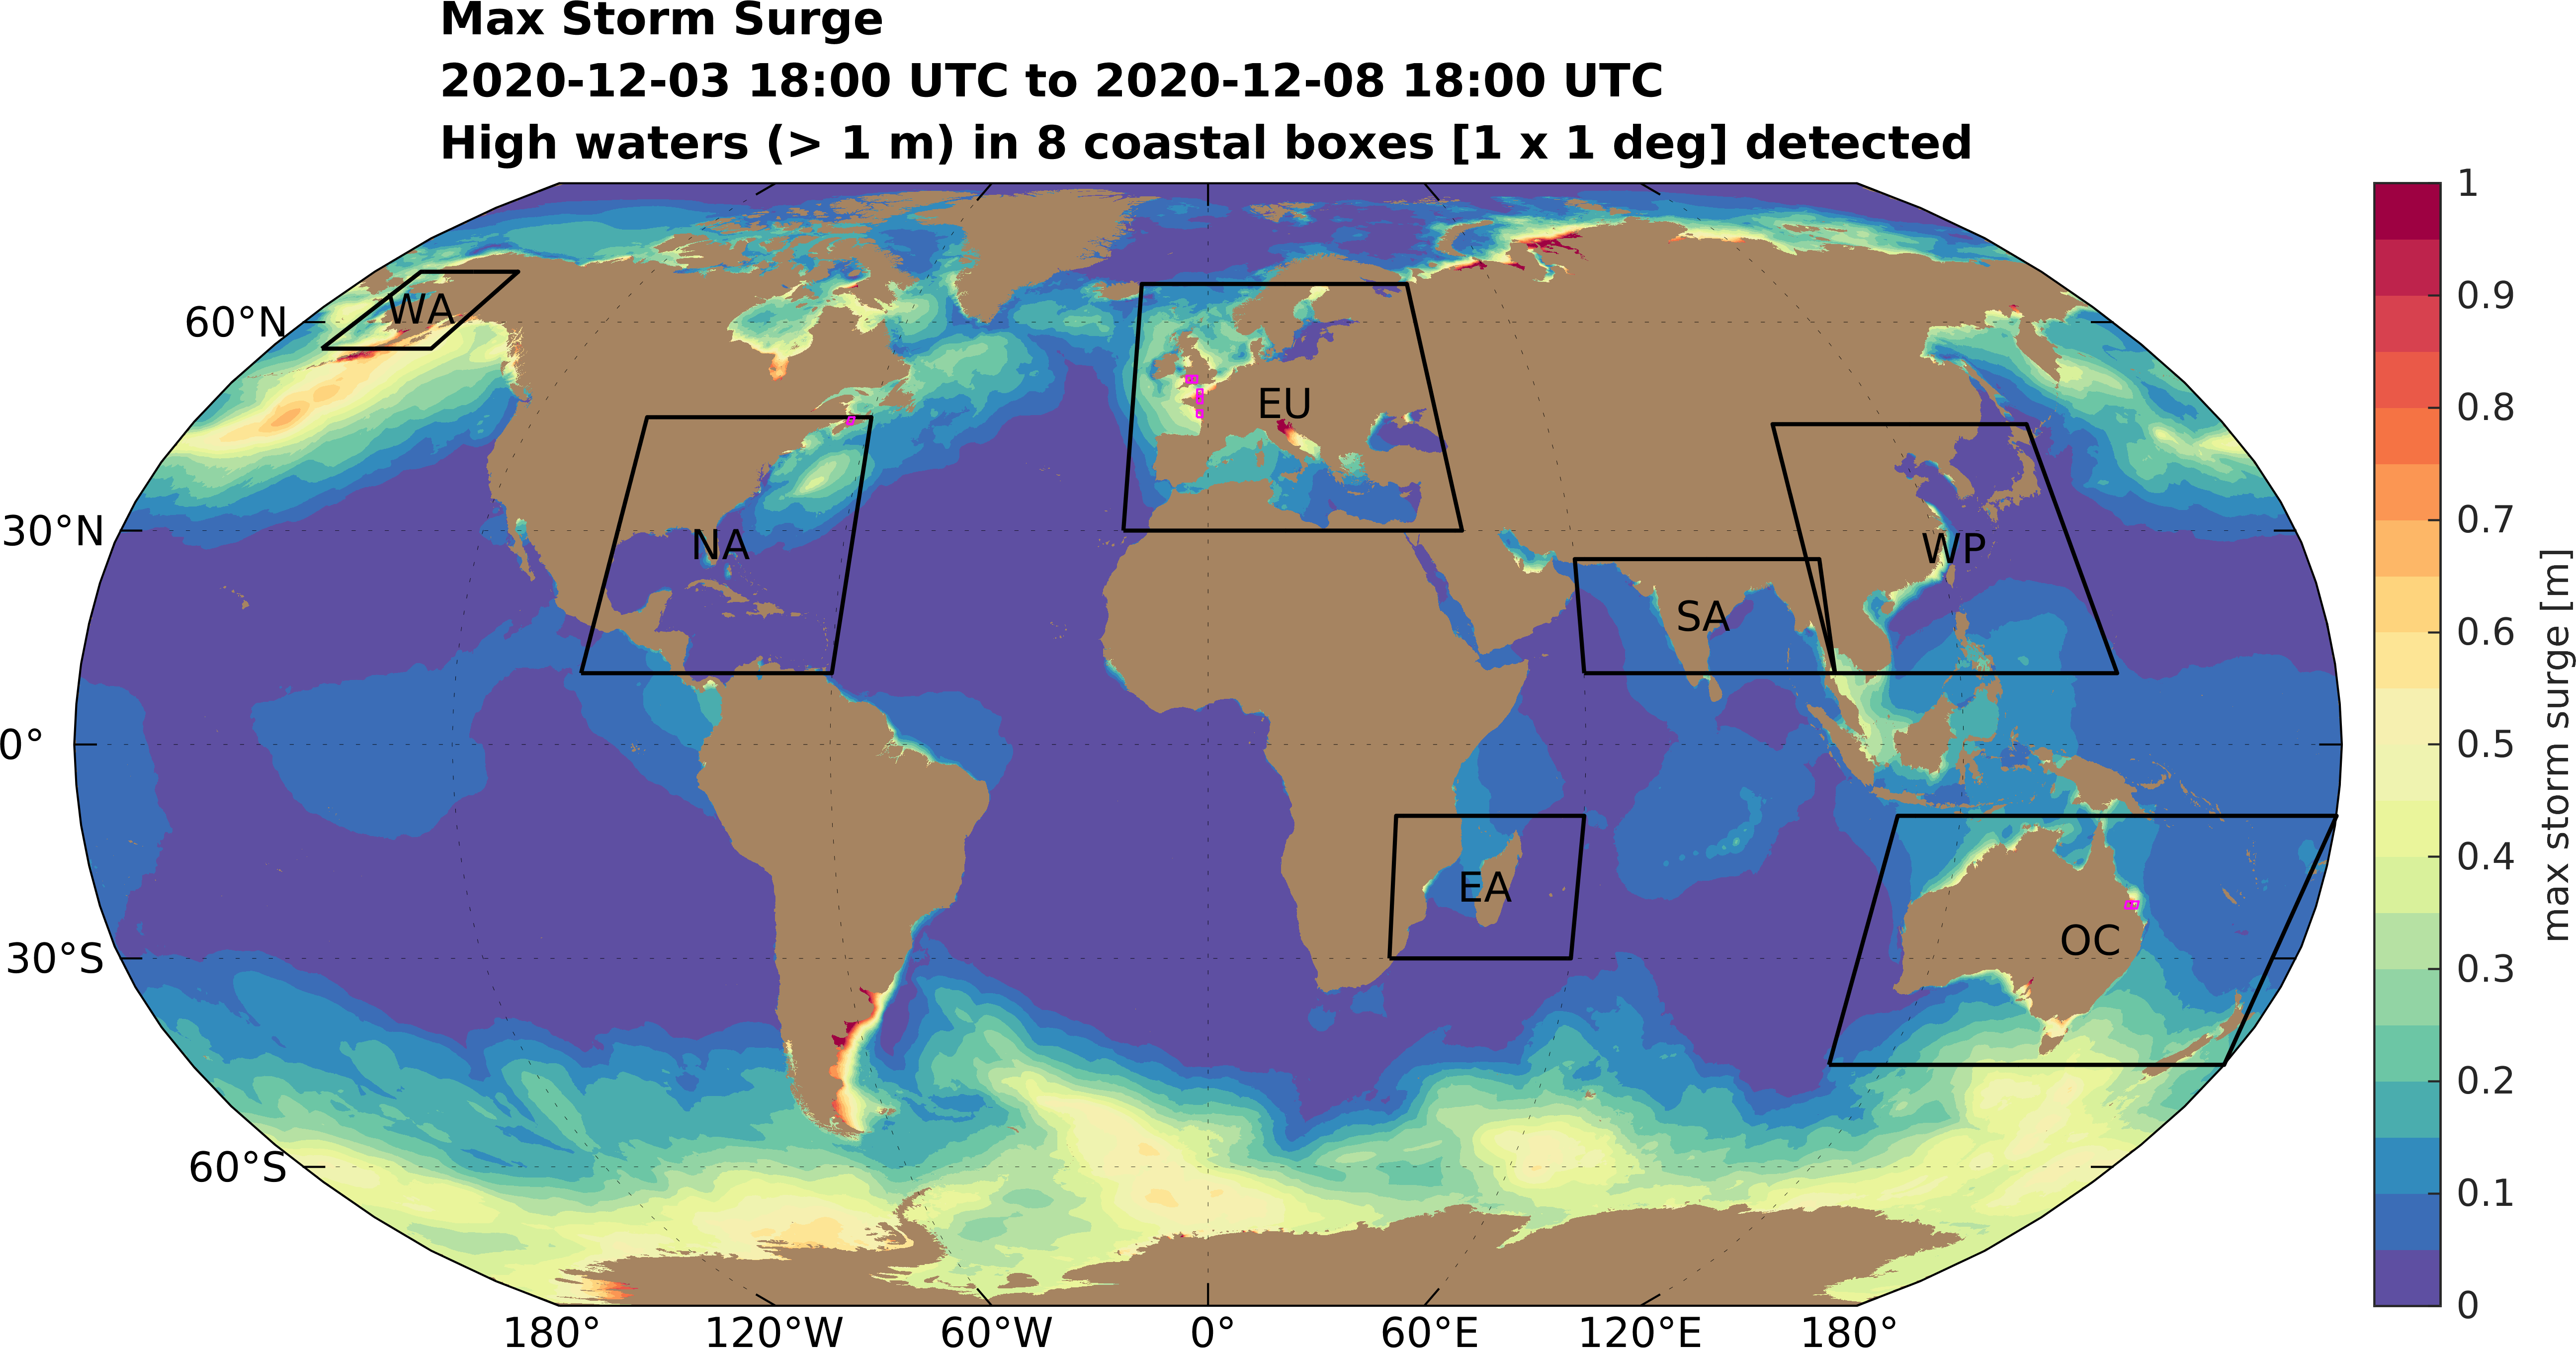 Max Storm Surge
2020-12-03 18:00 UTC to 2020-12-08 18:00 UTC
High waters (> 1 m) in 8 coastal boxes [1 x 1 deg] detected
1
0.9
0.8
0.7
0.6
0.5
0.4
0.3
0.2
0.1
0
max storm surge [m]
60°N
30°N
0°
30°S
60°S
WA
EU
NA
WP
SA
EA
OC
180°
120°W
60°W
0°
60°E
120°E
180°